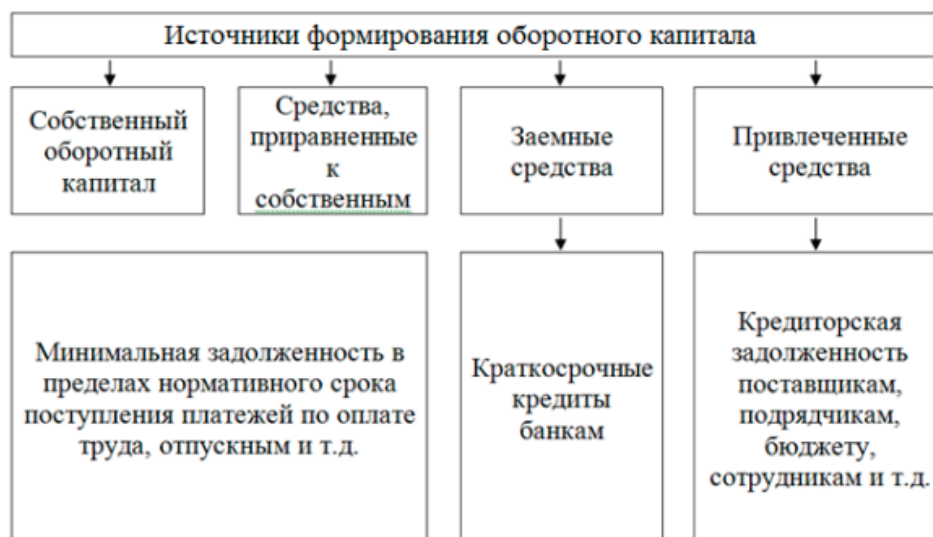 Источники формирования оборотного капитала
Собственный
оборотный
капитал
Средства,
приравненные
к
собственным
Заемные
средства
Привлеченные
средства
Минимальная задолженность в
пределах нормативного срока
поступления платежей по оплате
труда, отпускным и т.д.
Краткосрочные
кредиты
банкам
Кредиторская
задолженность
поставщикам,
подрядчикам,
бюджету,
сотрудникам и т.д.